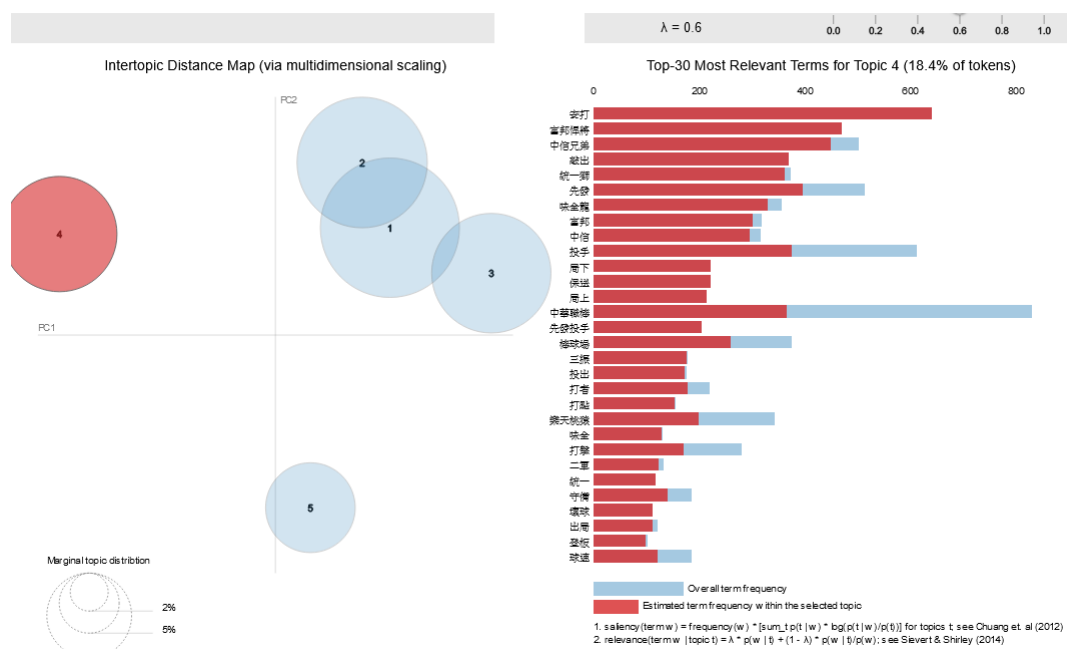 λ = 0.6
0.0 0.2 0.4 0.6 0.8 1.0
Intertopic Distance Map (via multidimensional scaling)
PC2
PC1
2
1
3
4
5
Marginal topic distribtion
2%
5%
Top-30 Most Relevant Terms for Topic 4 (18.4% of tokens)
0 200 400 600 800
安打
富邦悍將
中信兄弟
敲出
統一獅
先發
味全龍
富邦
中信
投手
局下
保送
局上
中華職棒
先發投手
棒球場
三振
投出
打者
打點
樂天桃猿
味全
打擊
二軍
統一
守備
壞球
出局
登板
球速
Overall term frequency
Estimated term frequency within the selected topic
1. saliency(term w) = frequency(w) * [sum_t p(t | w) * log(p(t | w)/p(t))] for topics t; see Chuang et. al (2012)
2. relevance(term w | topic t) = λ * p(w | t) + (1 - λ) * p(w | t)/p(w); see Sievert & Shirley (2014)